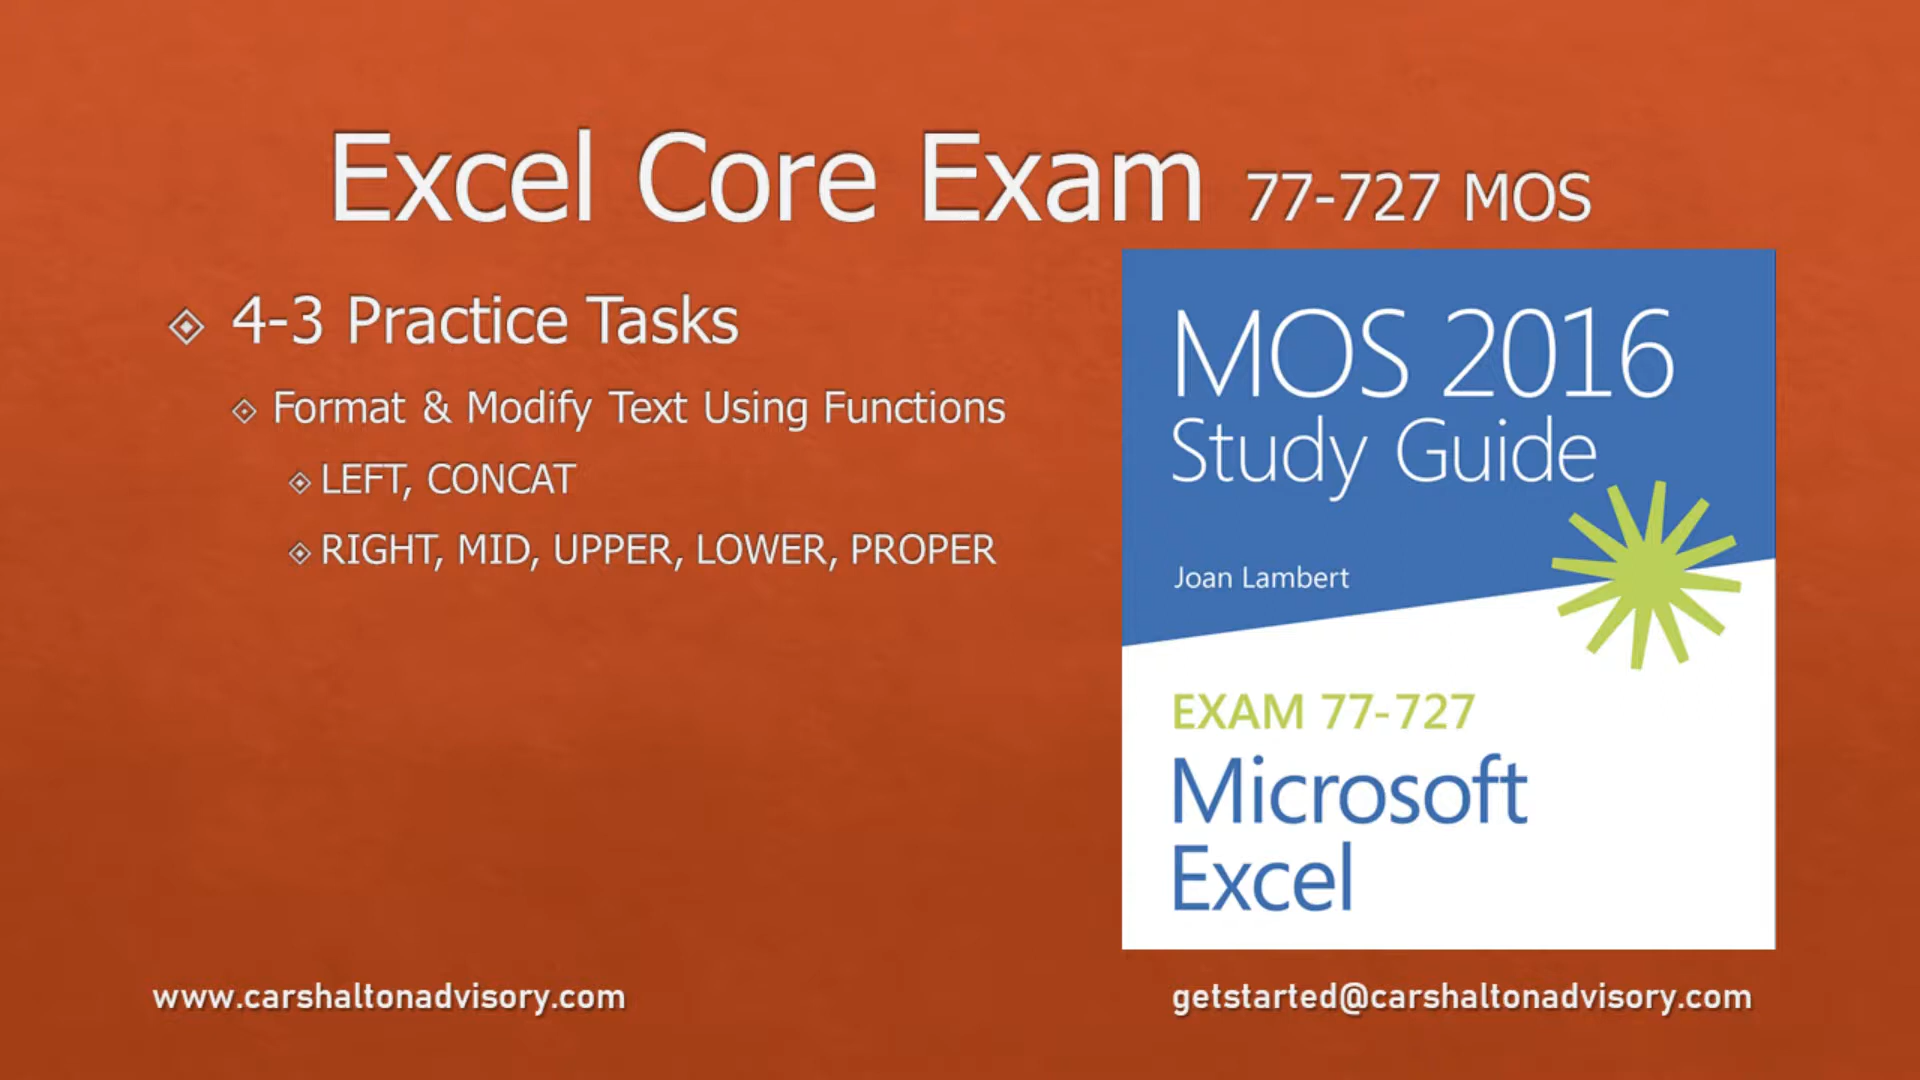 Excel Core Exam 77-727 MOS
4-3 Practice Tasks
Format & Modify Text Using Functions
LEFT, CONCAT
RIGHT, MID, UPPER, LOWER, PROPER
MOS 2016
Study Guide
Joan Lambert
EXAM 77-727
Microsoft
Excel
www.carshaltonadvisory.com
getstarted@carshaltonadvisory.com